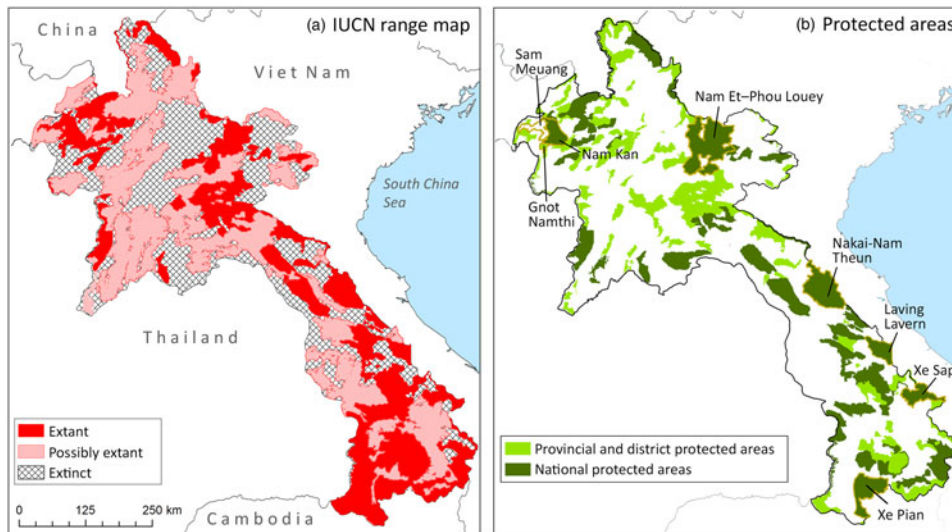 (a) IUCN range map
China
Viet Nam
South China
Sea
Thailand
Extant
Possibly extant
Extinct
0 125 250 km
Cambodia
(b) Protected areas
Sam
Meuang
Nam Et–Phou Louey
Nam Kan
Gnot
Namthi
Nakai-Nam
Theun
Laving
Lavern
Xe Sap
Provincial and district protected areas
National protected areas
Xe Pian